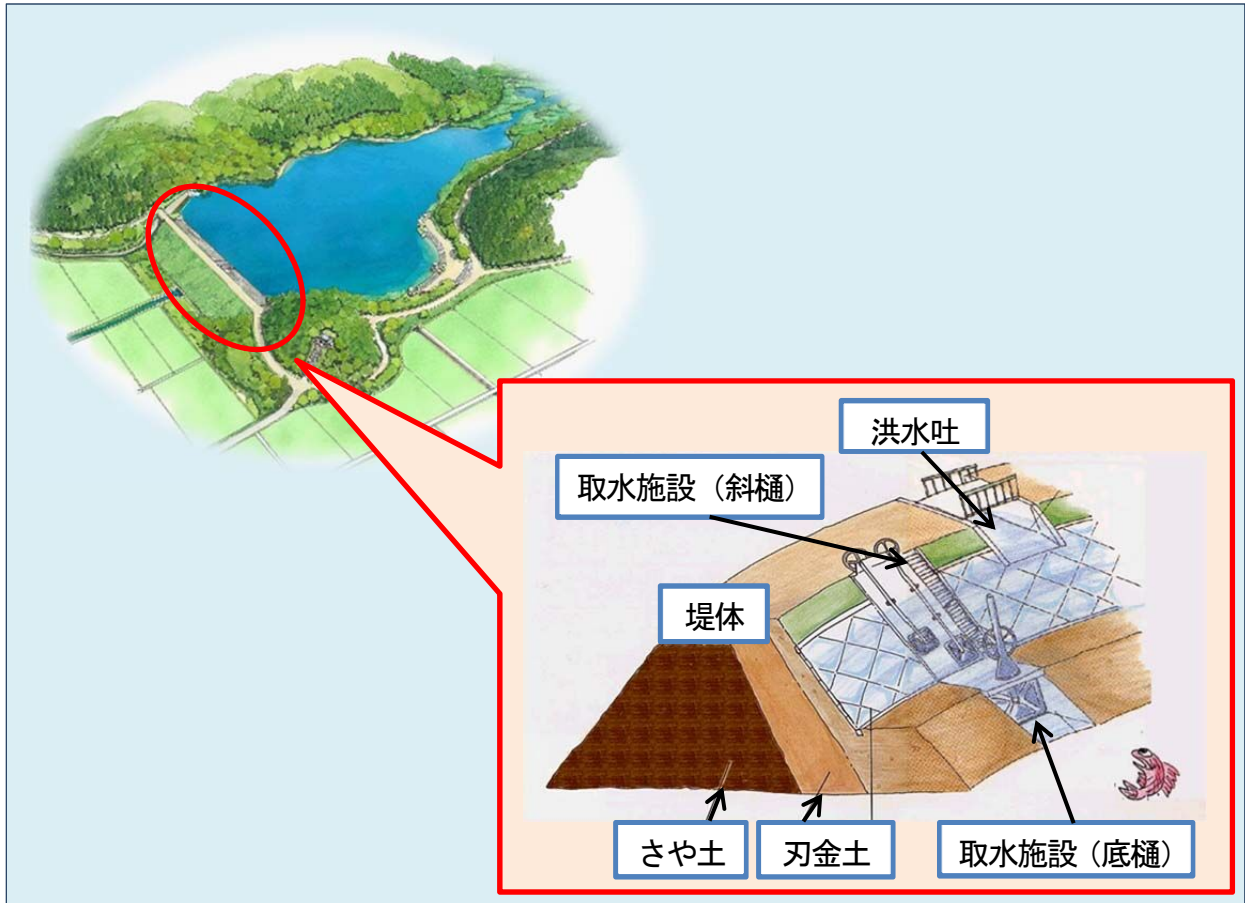 洪水吐
取水施設（斜樋）
堤体
さや土
刃金土
取水施設（底樋）